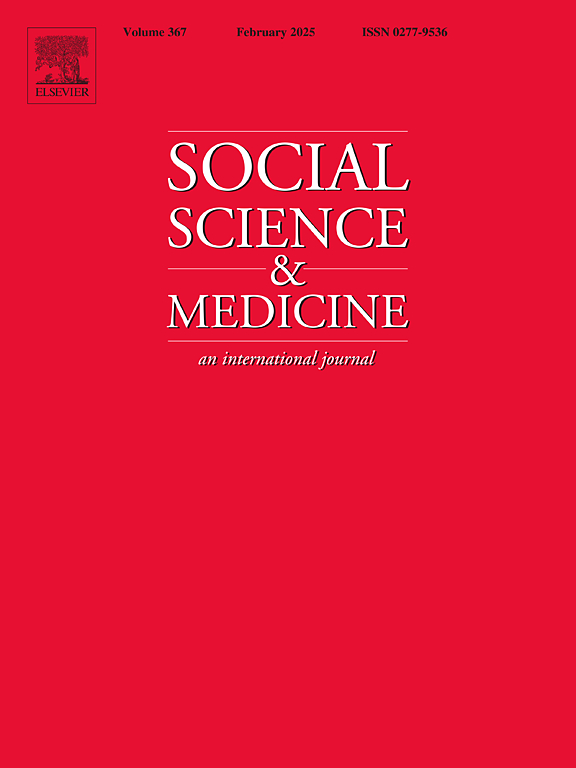 Volume 367 February 2025 ISSN 0277-9536
ELSEVIER
SOCIAL
SCIENCE
&
MEDICINE
an international journal